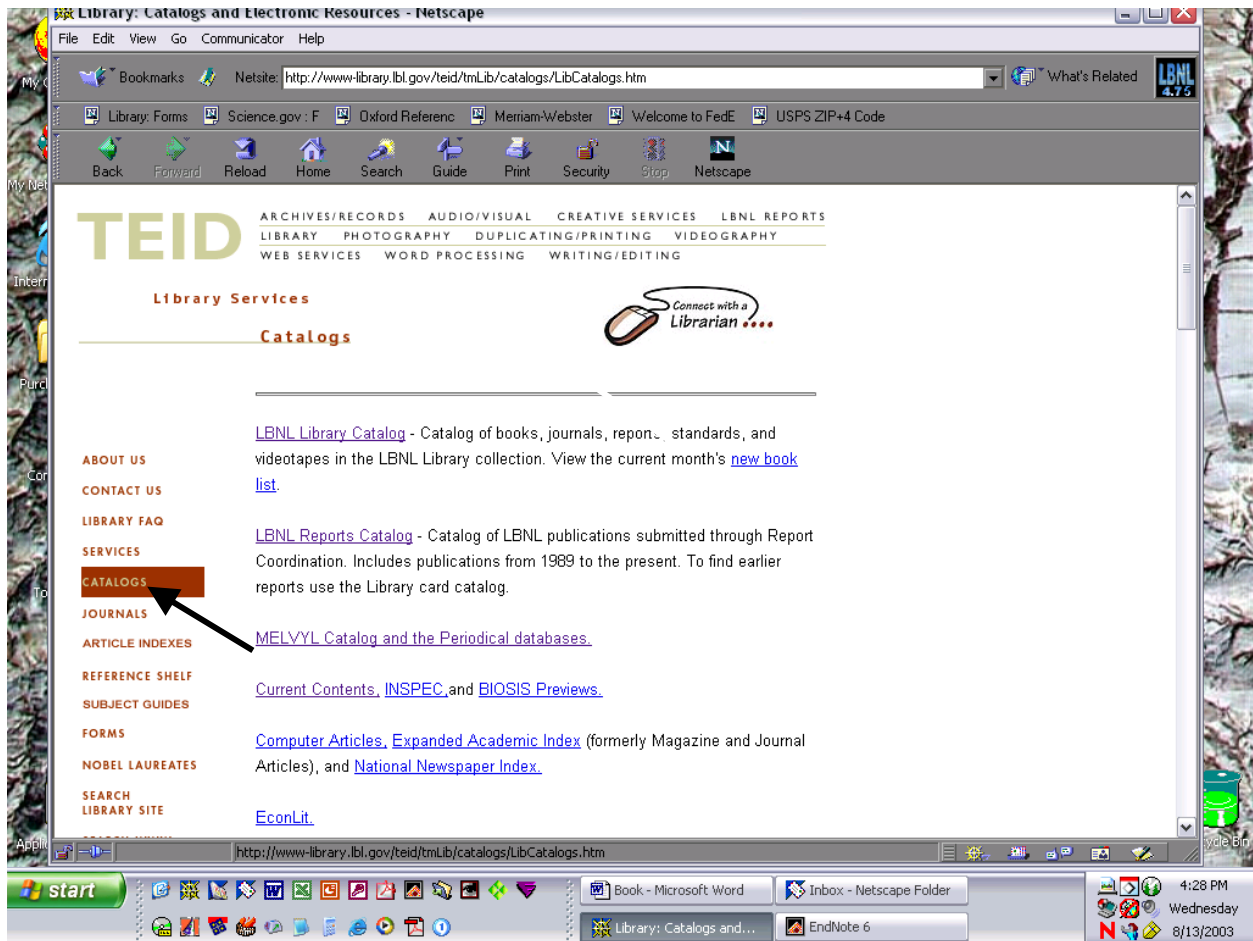 Library: Catalogs and Electronic Resources - Netscape
File Edit View Go Communicator Help
Bookmarks Netsite: http://www-library.lbl.gov/teid/tmLib/catalogs/LibCatalogs.htm What's Related LBNL 4.75
Library: Forms Science.gov : F Oxford Referenc Merriam-Webster Welcome to FedE USPS ZIP+4 Code
Back Forward Reload Home Search Guide Print Security Stop Netscape
My Net
TEID
ARCHIVES/RECORDS AUDIO/VISUAL CREATIVE SERVICES LBNL REPORTS
LIBRARY PHOTOGRAPHY DUPLICATING/PRINTING VIDEOGRAPHY
WEB SERVICES WORD PROCESSING WRITING/EDITING
Intern
Library Services
Connect with a
Librarian ....
Catalogs
Purcl
LBNL Library Catalog - Catalog of books, journals, report standards, and
videotapes in the LBNL Library collection. View the current month's new book
list.
LBNL Reports Catalog - Catalog of LBNL publications submitted through Report
Coordination. Includes publications from 1989 to the present. To find earlier
reports use the Library card catalog.
MELVYL Catalog and the Periodical databases.
Current Contents, INSPEC,and BIOSIS Previews.
Computer Articles, Expanded Academic Index (formerly Magazine and Journal
Articles), and National Newspaper Index.
EconLit.
ABOUT US
CONTACT US
LIBRARY FAQ
SERVICES
CATALOGS
JOURNALS
ARTICLE INDEXES
REFERENCE SHELF
SUBJECT GUIDES
FORMS
NOBEL LAUREATES
SEARCH
LIBRARY SITE
Con
To
Appli
ycle Bin
http://www-library.lbl.gov/teid/tmLib/catalogs/LibCatalogs.htm
start
Book - Microsoft Word
Inbox - Netscape Folder
Library: Catalogs and...
EndNote 6
4:28 PM
Wednesday
8/13/2003